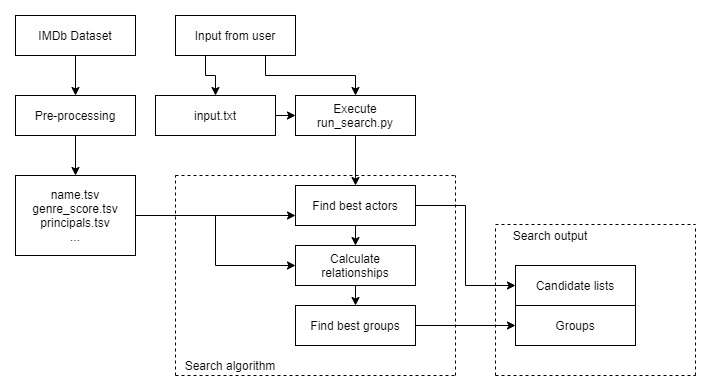 IMDb Dataset
Input from user
Pre-processing
input.txt
Execute
run_search.py
name.tsv
genre_score.tsv
principals.tsv
...
Find best actors
Calculate
relationships
Find best groups
Search algorithm
Search output
Candidate lists
Groups